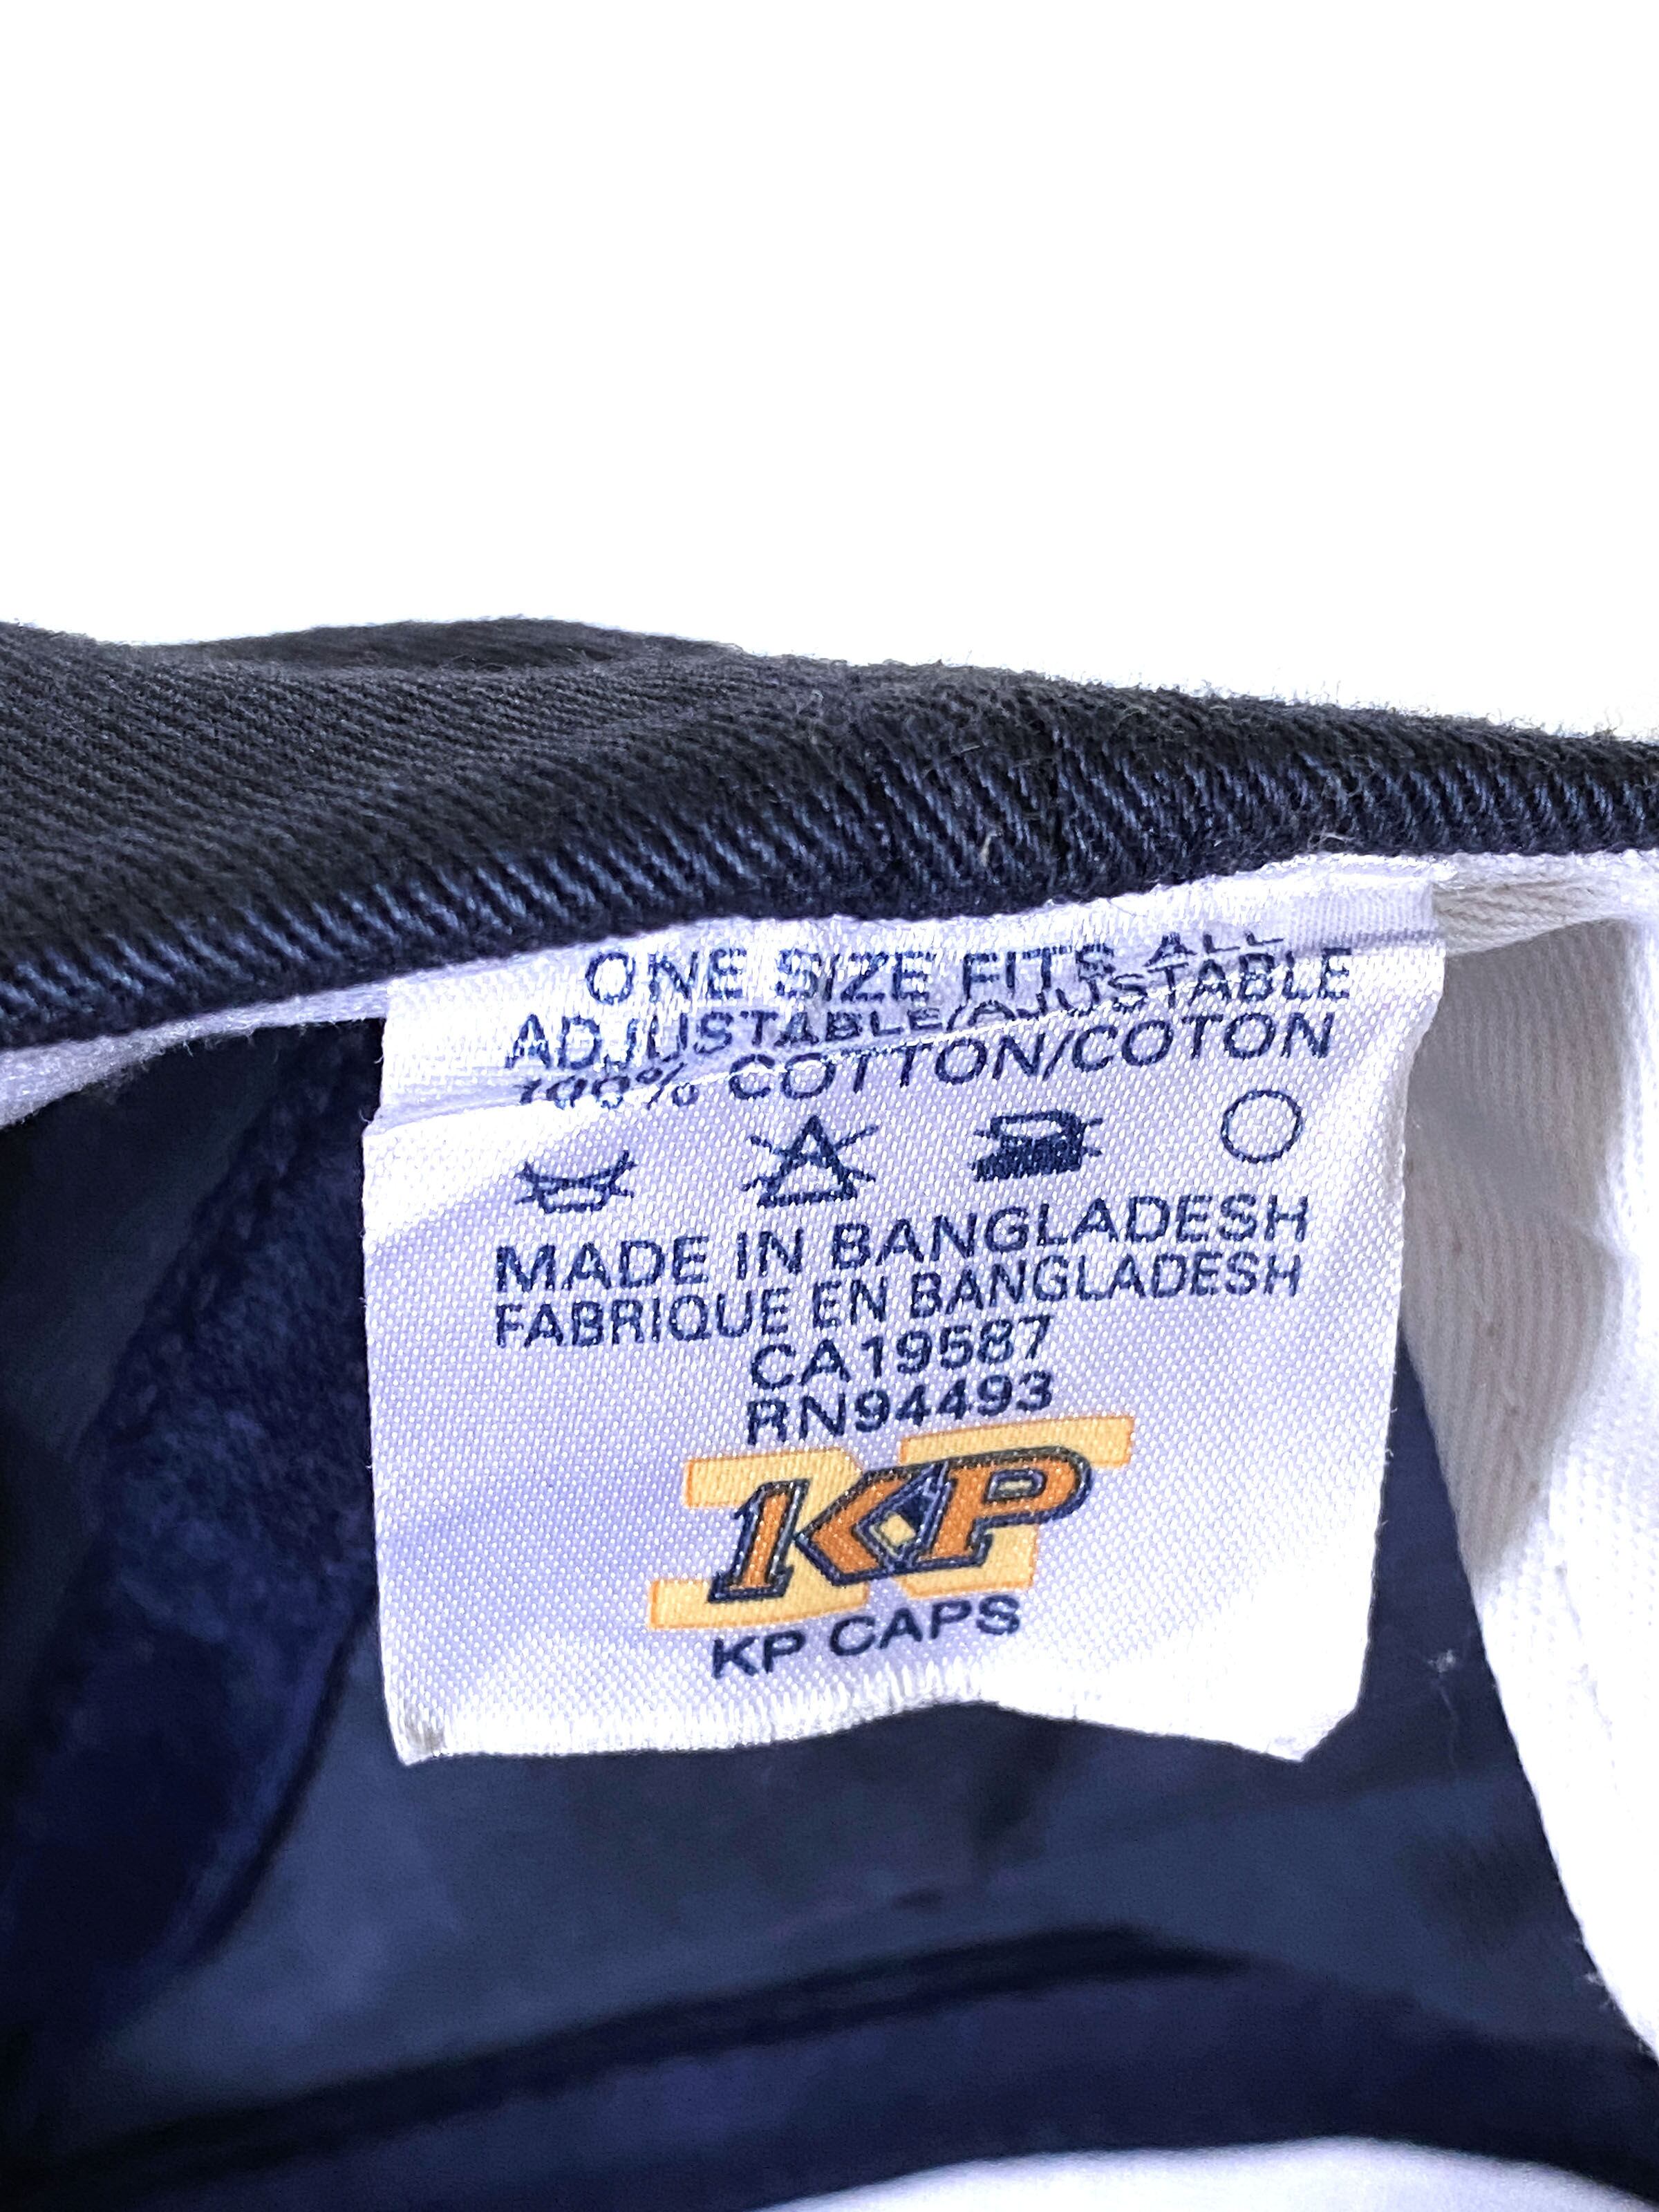 ONE SIZE FITS ALL
ADJUSTABLE/AJUSTABLE
100% COTTON/COTON
MADE IN BANGLADESH
FABRIQUE EN BANGLADESH
CA19587
RN94493
KP
KP CAPS